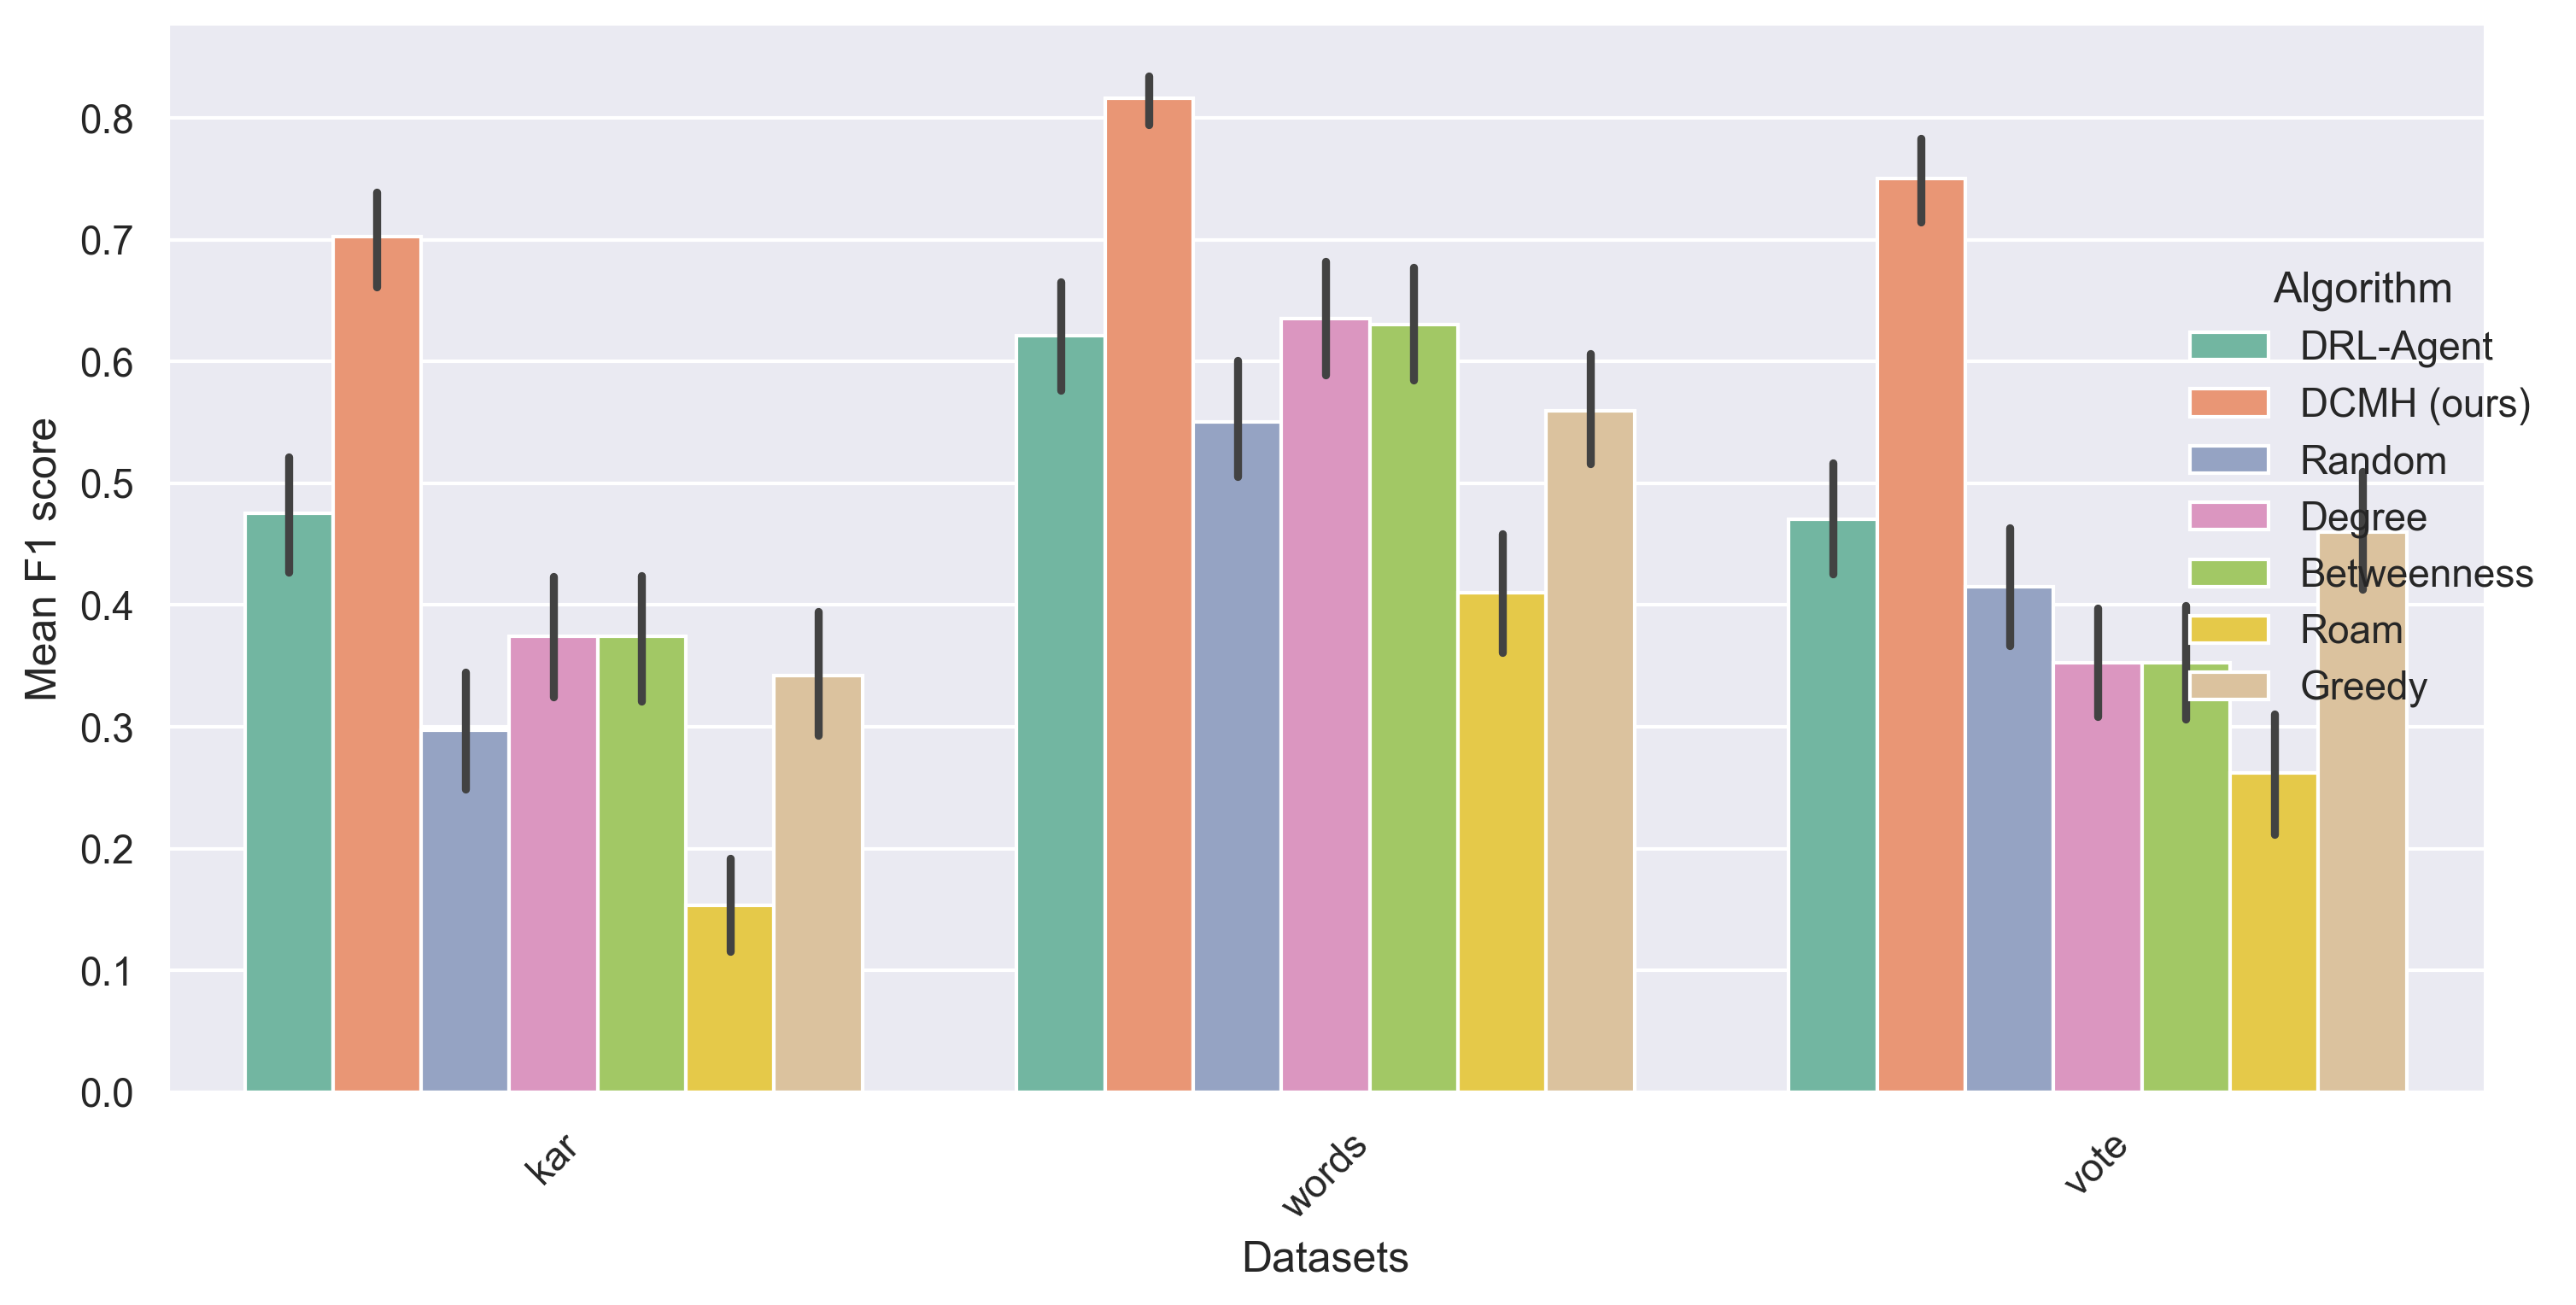 Mean F1 score
0.8
0.7
0.6
0.5
0.4
0.3
0.2
0.1
0.0
Algorithm
DRL-Agent
DCMH (ours)
Random
Degree
Betweenness
Roam
Greedy
kar
words
vote
Datasets